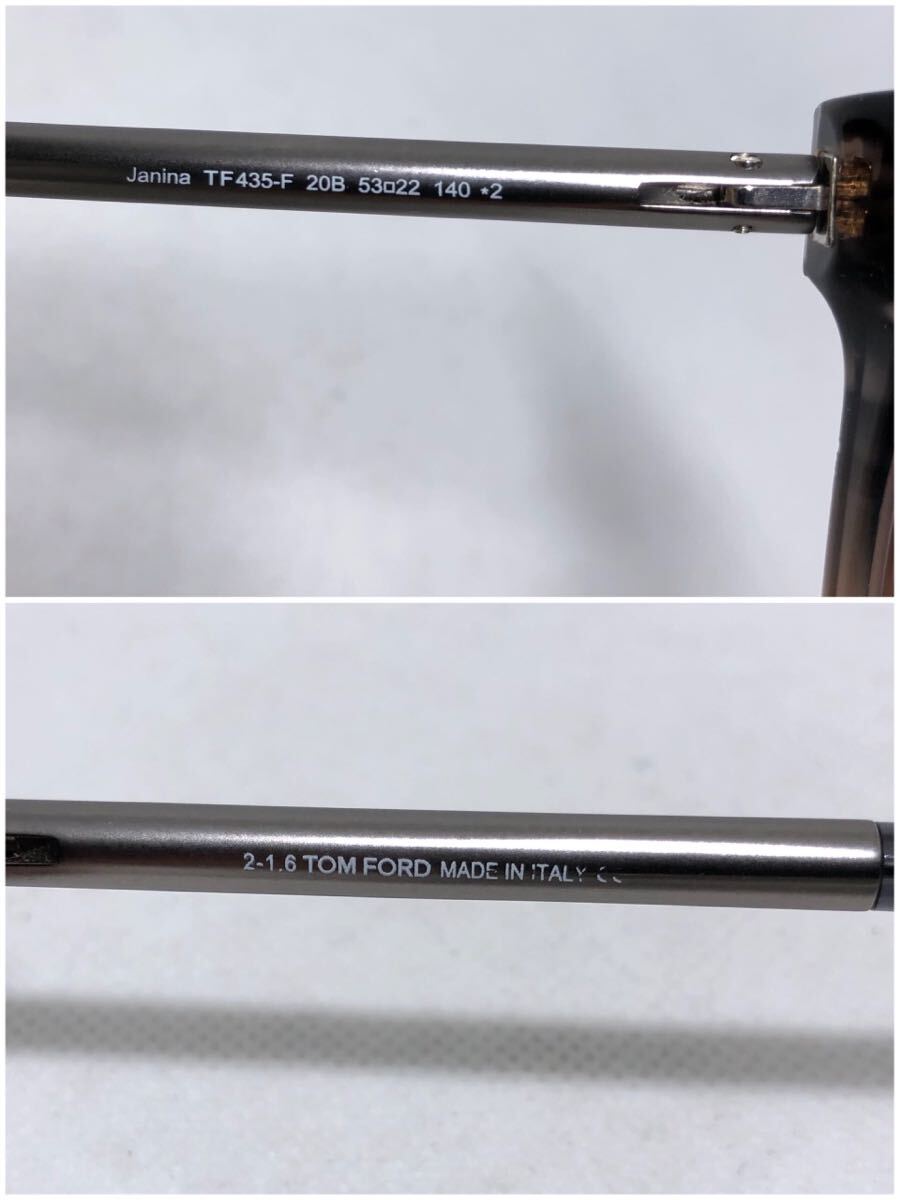 Janina TF435-F 20B 53□22 140 *2
2-1.6 TOM FORD MADE IN ITALY